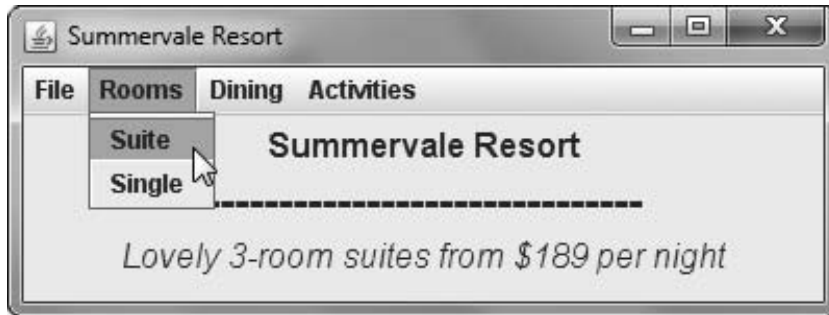 Summervale Resort
File Rooms Dining Activities
Suite
Single
Summervale Resort
------------------------------
Lovely 3-room suites from $189 per night